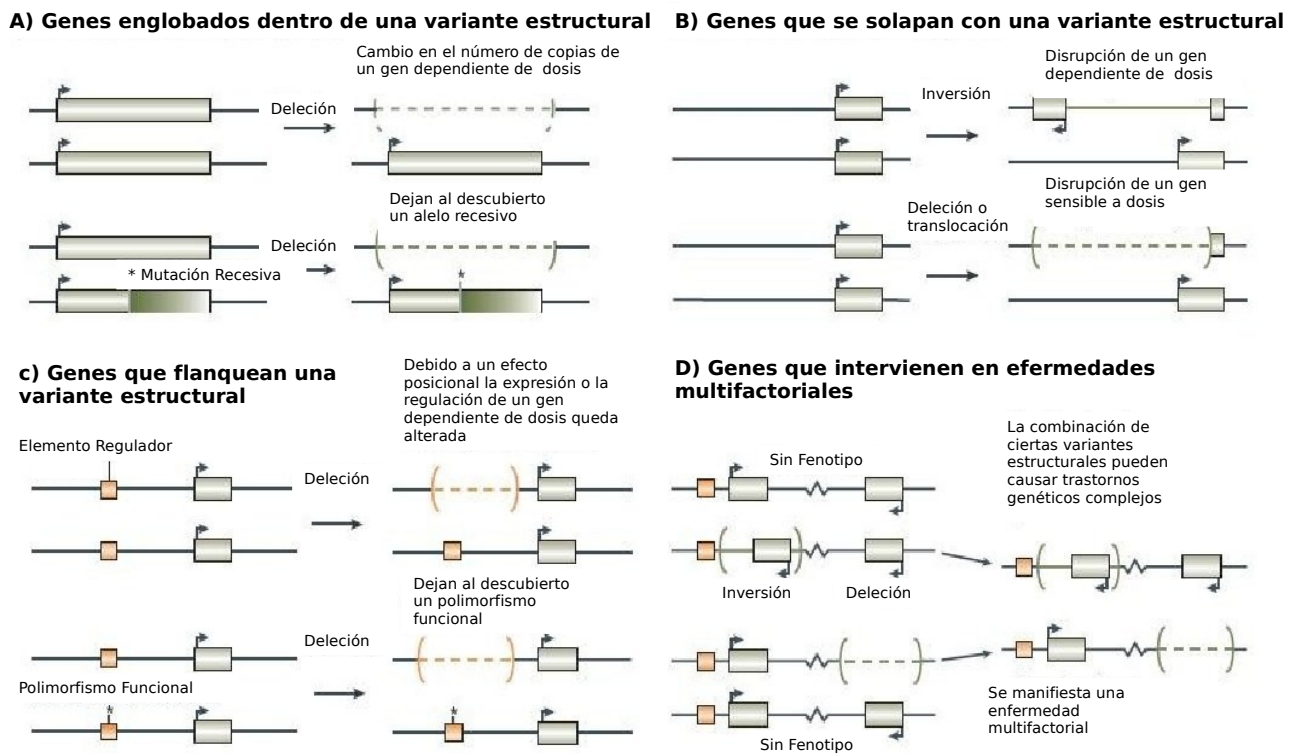 A) Genes englobados dentro de una variante estructural
Cambio en el número de copias de
un gen dependiente de dosis
Deleción
Dejan al descubierto
un alelo recesivo
Deleción
* Mutación Recesiva
*
B) Genes que se solapan con una variante estructural
Disrupción de un gen
dependiente de dosis
Inversión
Disrupción de un gen
sensible a dosis
Deleción o
translocación
c) Genes que flanquean una
variante estructural
Debido a un efecto
posicional la expresión o la
regulación de un gen
dependiente de dosis queda
alterada
Elemento Regulador
Deleción
Dejan al descubierto
un polimorfismo
funcional
Deleción
Polimorfismo Funcional
*
*
D) Genes que intervienen en efermedades
multifactoriales
La combinación de
ciertas variantes
estructurales pueden
causar trastornos
genéticos complejos
Sin Fenotipo
Inversión
Deleción
Se manifiesta una
enfermedad
multifactorial
Sin Fenotipo